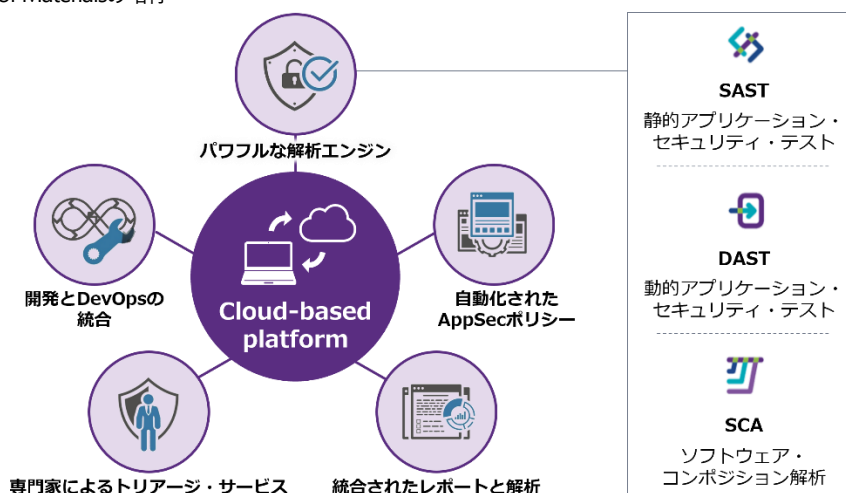 パワフルな解析エンジン
開発とDevOpsの
統合
Cloud-based
platform
自動化された
AppSecポリシー
専門家によるトリアージ・サービス
統合されたレポートと解析
SAST
静的アプリケーション・
セキュリティ・テスト
DAST
動的アプリケーション・
セキュリティ・テスト
SCA
ソフトウェア・
コンポジション解析